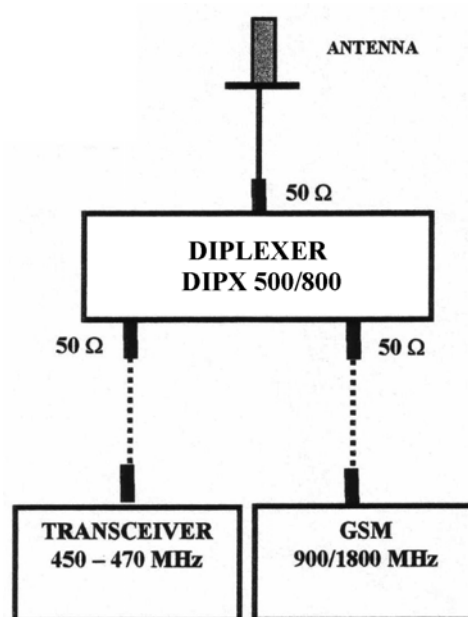 ANTENNA
50 Ω
DIPLEXER
DIPX 500/800
50 Ω
50 Ω
TRANSCEIVER
450 – 470 MHz
GSM
900/1800 MHz